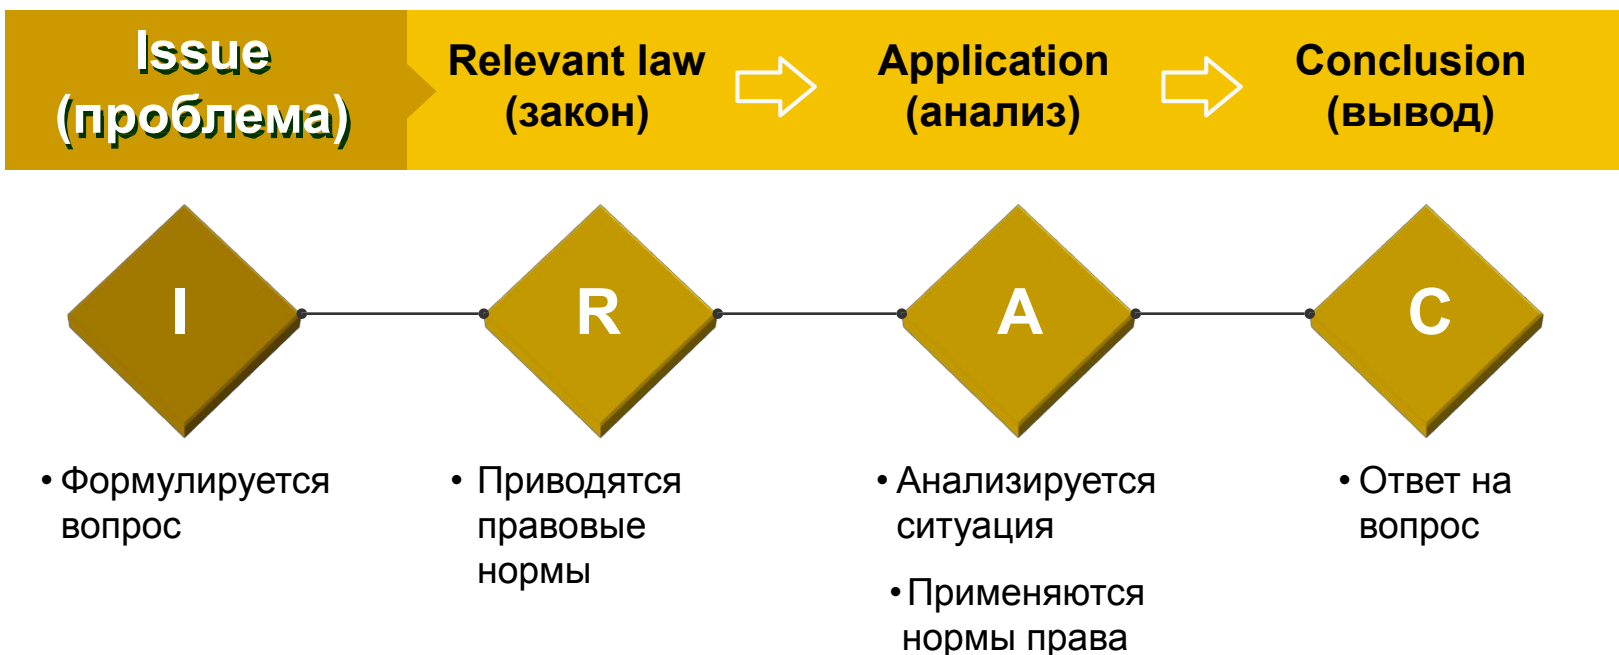 Issue
(проблема)
Relevant law
(закон)
Application
(анализ)
Conclusion
(вывод)
I
R
A
C
• Формулируется
вопрос
• Приводятся
правовые
нормы
• Анализируется
ситуация
• Применяются
нормы права
• Ответ на
вопрос